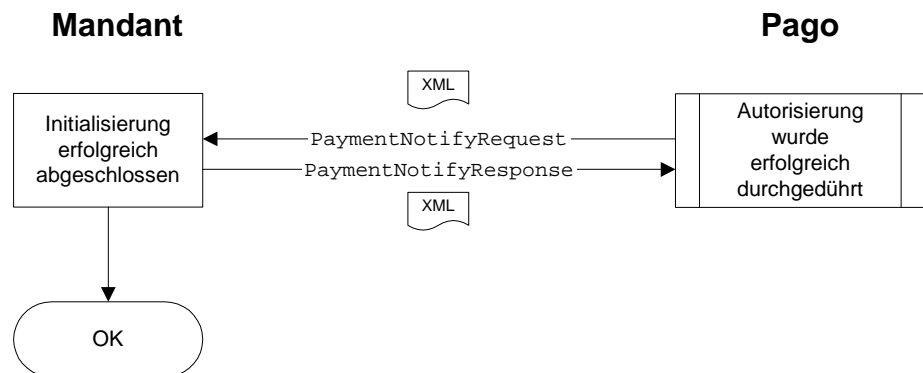 Mandant
Pago
XML
Initialisierung
erfolgreich
abgeschlossen
PaymentNotifyRequest
PaymentNotifyResponse
Autorisierung
wurde
erfolgreich
durchgedührt
XML
OK